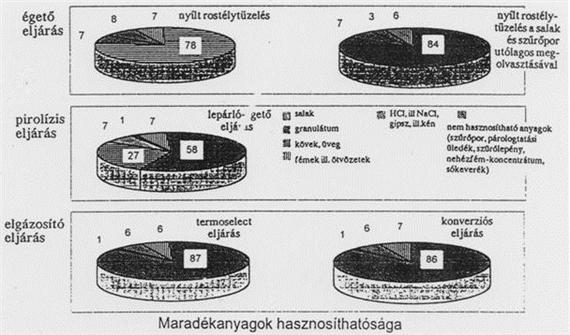 égető
eljárás
7
8
7
nyílt rostélytüzelés
78
7
3
6
84
nyílt rostély-
tüzelés a salak
és szűrőpor
utólagos meg-
olvasztásával
pirolízis
eljárás
7
1
7
lepárló- gető
27
58
salak
granulátum
kövek, üveg
fémek ill. ötvözetek
HCl, ill NaCl,
gipsz, ill.kén
nem hasznosítható anyagok
(szűrőpor, párologtatási
üledék, szűrőlepény,
nehézfém-koncentrátum,
sókeverék)
elgázosító
eljárás
1
6
6
termoselect
eljárás
87
1
6
7
konverziós
eljárás
86
Maradékanyagok hasznosíthatósága